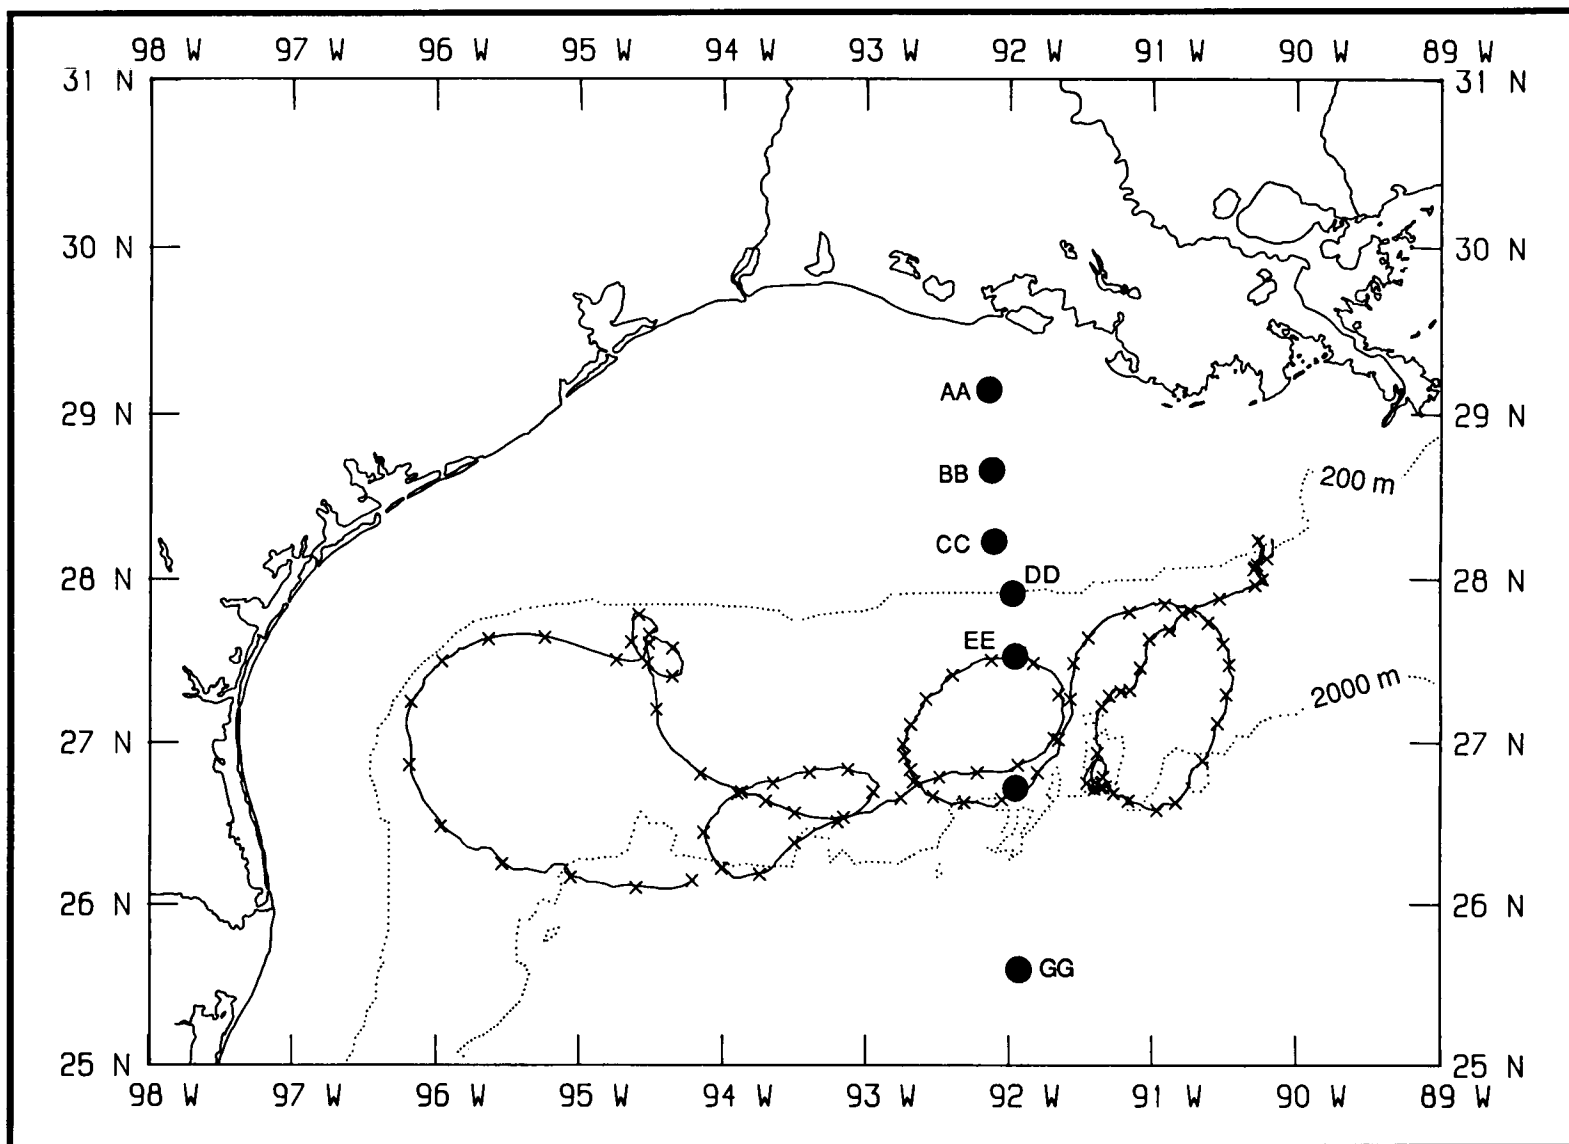 98 W 97 W 96 W 95 W 94 W 93 W 92 W 91 W 90 W 89 W
31 N 31 N
30 N 30 N
AA
29 N 29 N
BB
200 m
CC
28 N DD 28 N
EE
2000 m
27 N 27 N
26 N 26 N
GG
25 N 25 N
98 W 97 W 96 W 95 W 94 W 93 W 92 W 91 W 90 W 89 W